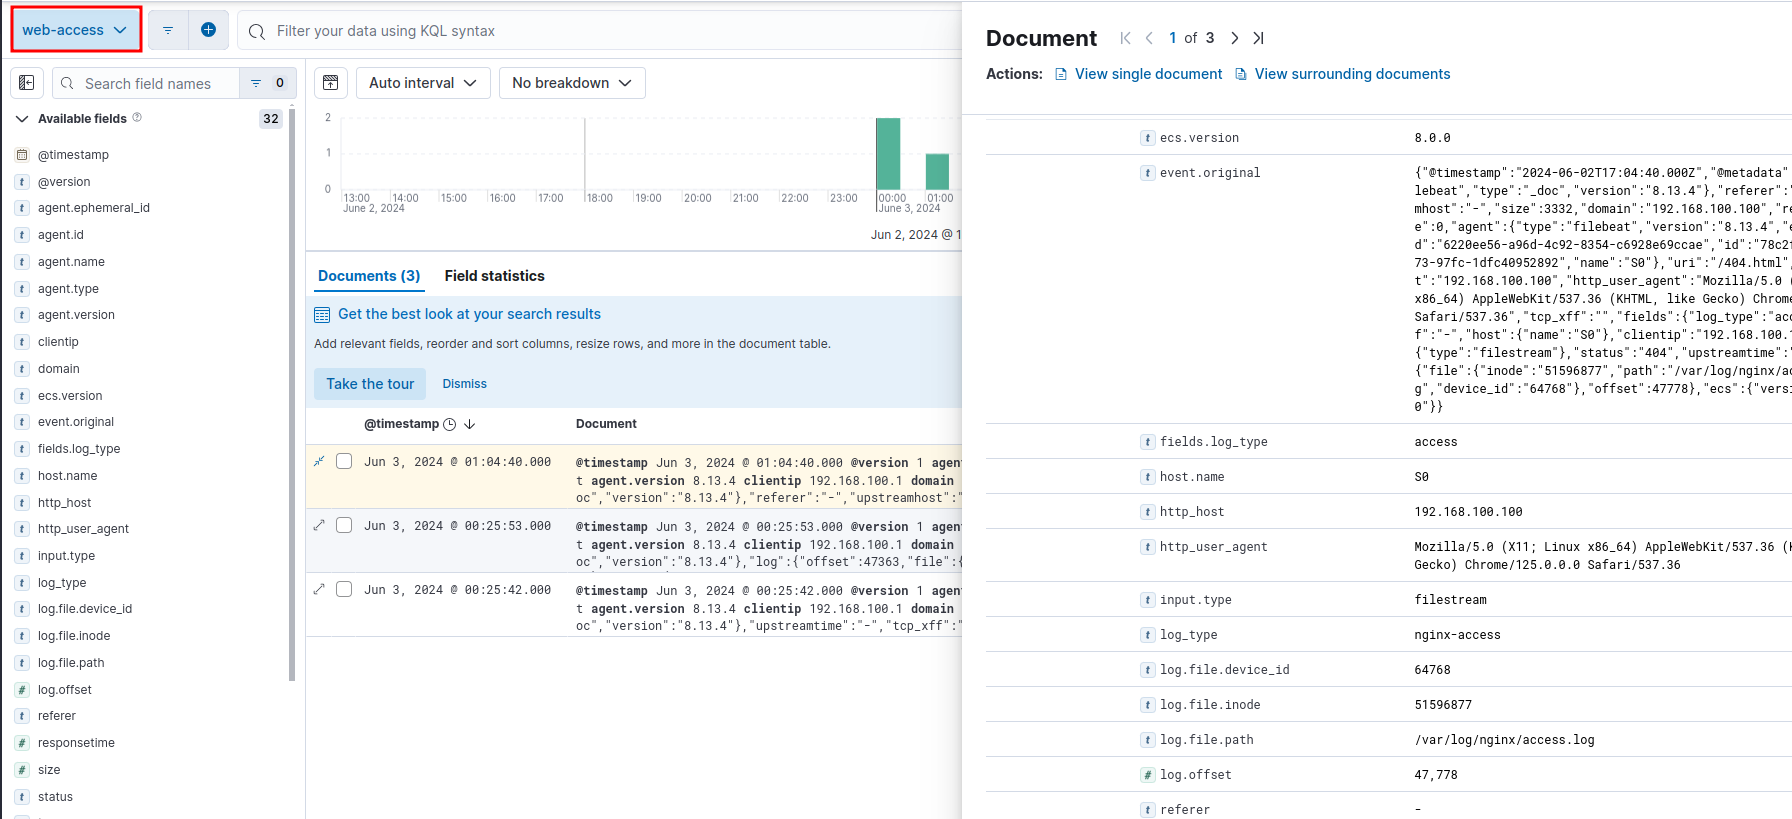 web-access
Filter your data using KQL syntax
Search field names
0
Available fields
32
@timestamp
@version
agent.ephemeral_id
agent.id
agent.name
agent.type
agent.version
clientip
domain
ecs.version
event.original
fields.log_type
host.name
http_host
http_user_agent
input.type
log_type
log.file.device_id
log.file.inode
log.file.path
log.offset
referer
responsetime
size
status
Auto interval
No breakdown
2
1
0
13:00 14:00 15:00 16:00 17:00 18:00 19:00 20:00 21:00 22:00 23:00 00:00 01:00
June 2, 2024 June 3, 2024
Jun 2, 2024 @ 1
Documents (3) Field statistics
Get the best look at your search results
Add relevant fields, reorder and sort columns, resize rows, and more in the document table.
Take the tour Dismiss
@timestamp Document
Jun 3, 2024 @ 01:04:40.000 @timestamp Jun 3, 2024 @ 01:04:40.000 @version 1 agen
t agent.version 8.13.4 clientip 192.168.100.1 domain
oc","version":"8.13.4"},"referer":"-","upstreamhost":"
Jun 3, 2024 @ 00:25:53.000 @timestamp Jun 3, 2024 @ 00:25:53.000 @version 1 agen
t agent.version 8.13.4 clientip 192.168.100.1 domain
oc","version":"8.13.4"},"log":{"offset":47363,"file":{
Jun 3, 2024 @ 00:25:42.000 @timestamp Jun 3, 2024 @ 00:25:42.000 @version 1 agen
t agent.version 8.13.4 clientip 192.168.100.1 domain
oc","version":"8.13.4"},"upstreamtime":"-","tcp_xff":"
Document 1 of 3
Actions: View single document View surrounding documents
ecs.version 8.0.0
event.original {"@timestamp":"2024-06-02T17:04:40.000Z","@metadata"
lebeat","type":"_doc","version":"8.13.4"},"referer":"
mhost":"-","size":3332,"domain":"192.168.100.100","re
e":0,"agent":{"type":"filebeat","version":"8.13.4","e
d":"6220ee56-a96d-4c92-8354-c6928e69ccae","id":"78c2f
73-97fc-1dfc40952892","name":"S0"},"uri":"/404.html",
t":"192.168.100.100","http_user_agent":"Mozilla/5.0 (
x86_64) AppleWebKit/537.36 (KHTML, like Gecko) Chrome
Safari/537.36","tcp_xff":"","fields":{"log_type":"acc
f":"-","host":{"name":"S0"},"clientip":"192.168.100.1
{"type":"filestream"},"status":"404","upstreamtime":"
{"file":{"inode":"51596877","path":"/var/log/nginx/ac
g","device_id":"64768"},"offset":47778},"ecs":{"versi
0"}}
fields.log_type access
host.name S0
http_host 192.168.100.100
http_user_agent Mozilla/5.0 (X11; Linux x86_64) AppleWebKit/537.36 (K
Gecko) Chrome/125.0.0.0 Safari/537.36
input.type filestream
log_type nginx-access
log.file.device_id 64768
log.file.inode 51596877
log.file.path /var/log/nginx/access.log
log.offset 47,778
referer -